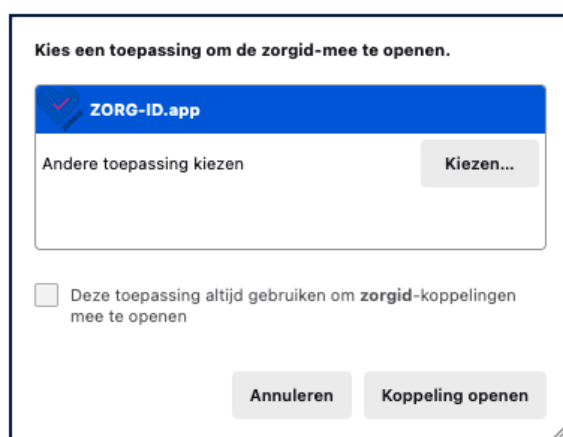 Kies een toepassing om de zorgid-mee te openen.
ZORG-ID.app
Andere toepassing kiezen
Kiezen...
Deze toepassing altijd gebruiken om zorgid-koppelingen
mee te openen
Annuleren
Koppeling openen